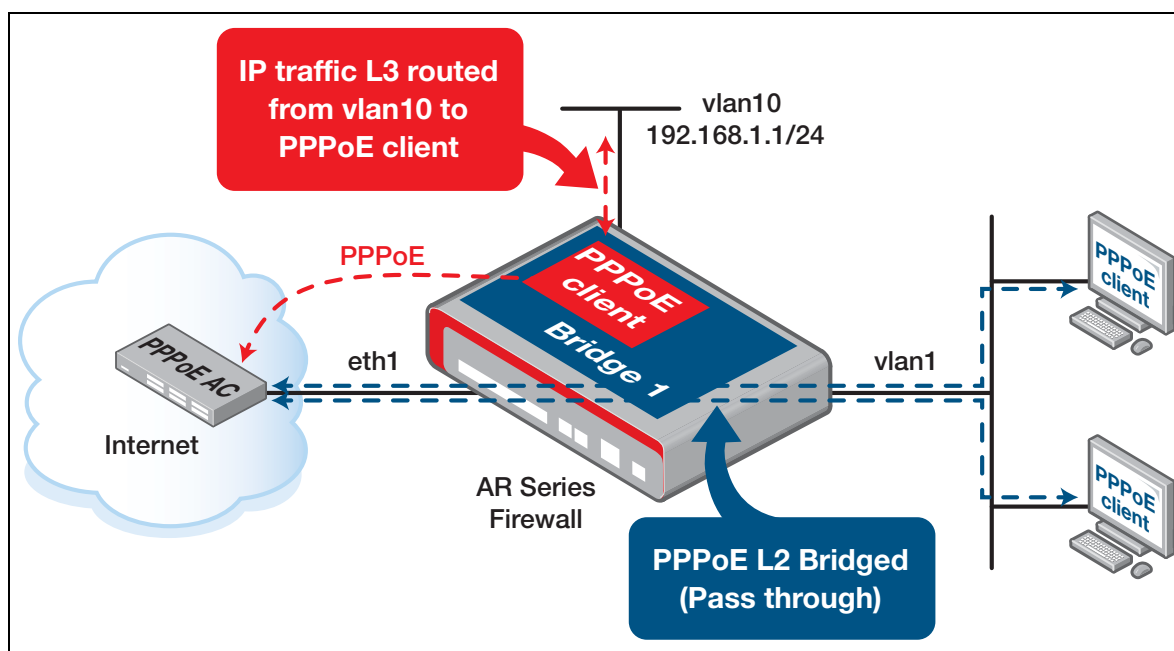 IP traffic L3 routed
from vlan10 to
PPPoE client
vlan10
192.168.1.1/24
PPPoE
PPPoE
client
Bridge 1
PPPoE AC
Internet
eth1
vlan1
PPPoE
client
PPPoE
client
AR Series
Firewall
PPPoE L2 Bridged
(Pass through)